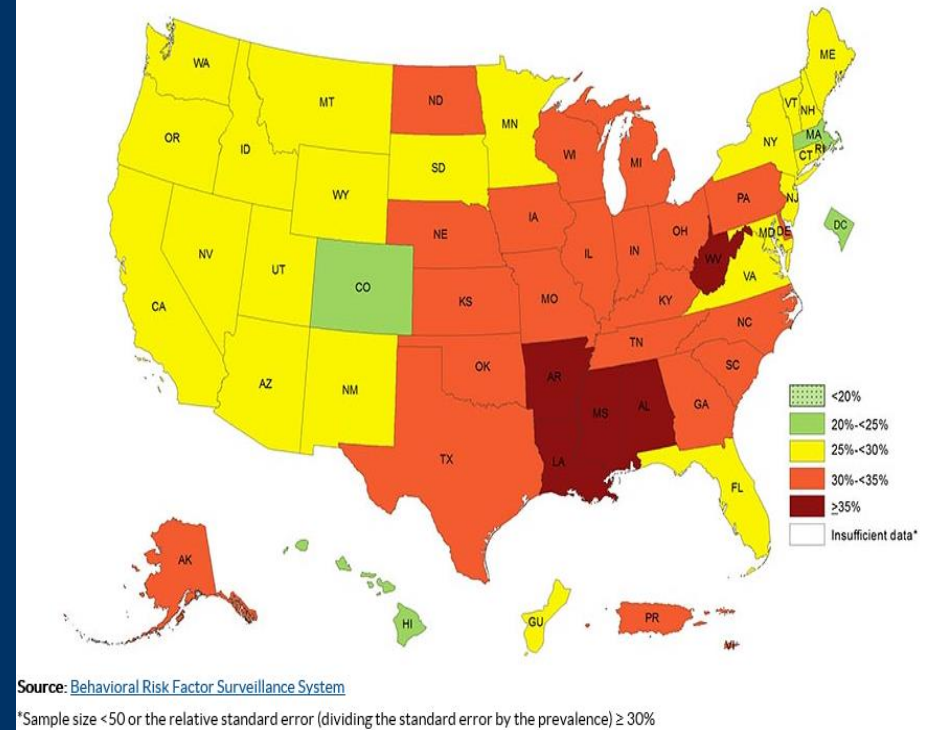 ME
WA
MT
ND
MN
VT
NH
OR
ID
SD
WI
NY
MA
MI
CT
RI
WY
IA
PA
NJ
NE
OH
DC
NV
UT
IL
IN
MD
DE
CO
WV
VA
CA
KS
MO
KY
NC
TN
AZ
NM
OK
AR
SC
MS
AL
GA
TX
LA
FL
<20%
20%-<25%
25%-<30%
30%-<35%
≥35%
Insufficient data*
AK
HI
GU
PR
VI
Source: Behavioral Risk Factor Surveillance System
*Sample size <50 or the relative standard error (dividing the standard error by the prevalence) ≥ 30%